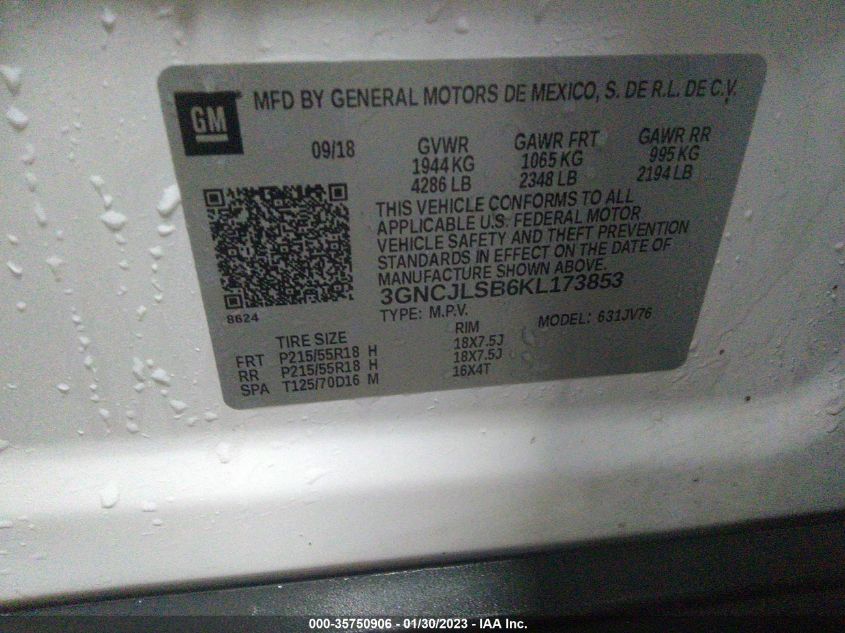 GM
MFD BY GENERAL MOTORS DE MEXICO, S. DE R.L. DE C.V.
09/18 GVWR GAWR FRT GAWR RR
1944 KG 1065 KG 995 KG
4286 LB 2348 LB 2194 LB
THIS VEHICLE CONFORMS TO ALL
APPLICABLE U.S. FEDERAL MOTOR
VEHICLE SAFETY AND THEFT PREVENTION
STANDARDS IN EFFECT ON THE DATE OF
MANUFACTURE SHOWN ABOVE.
3GNCJLSB6KL173853
8624
TYPE: M.P.V. MODEL: 631JV76
TIRE SIZE RIM
FRT P215/55R18 H 18X7.5J
RR P215/55R18 H 18X7.5J
SPA T125/70D16 M 16X4T
000-35750906 - 01/30/2023 - IAA Inc.